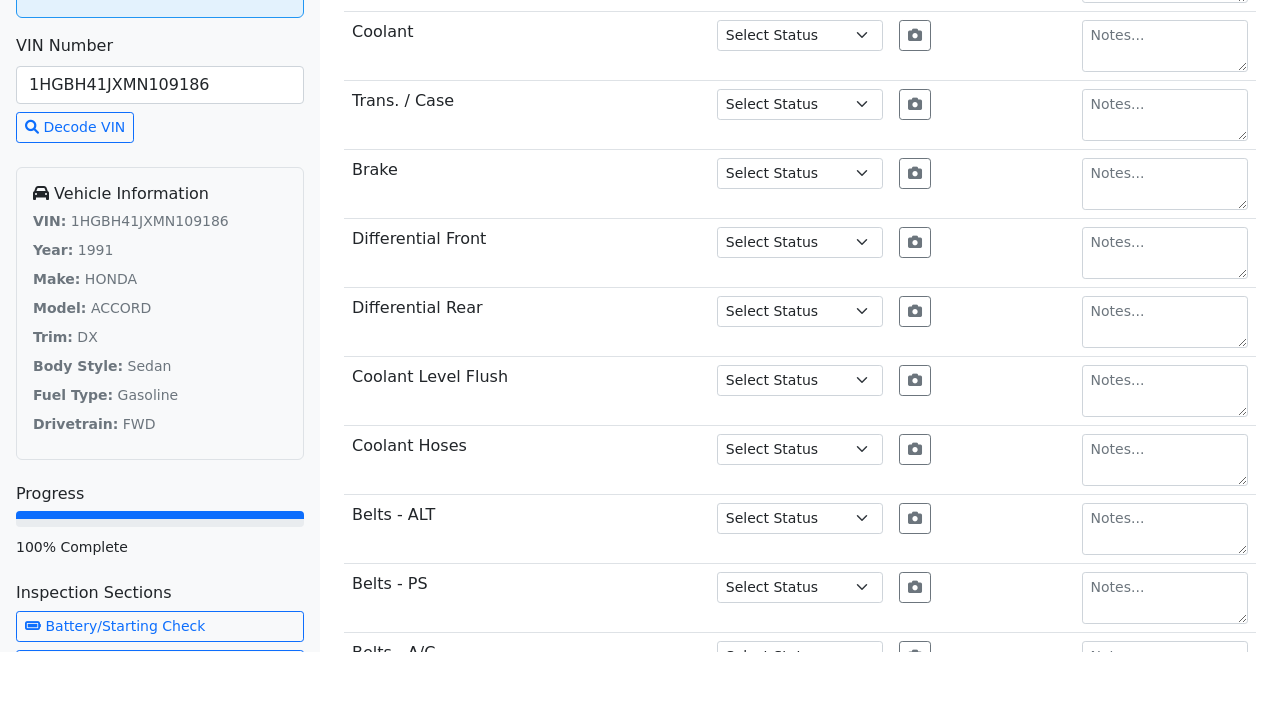 VIN Number
1HGBH41JXMN109186
Decode VIN
Vehicle Information
VIN: 1HGBH41JXMN109186
Year: 1991
Make: HONDA
Model: ACCORD
Trim: DX
Body Style: Sedan
Fuel Type: Gasoline
Drivetrain: FWD
Progress
100% Complete
Inspection Sections
Battery/Starting Check
Coolant Select Status Notes...
Trans. / Case Select Status Notes...
Brake Select Status Notes...
Differential Front Select Status Notes...
Differential Rear Select Status Notes...
Coolant Level Flush Select Status Notes...
Coolant Hoses Select Status Notes...
Belts - ALT Select Status Notes...
Belts - PS Select Status Notes...
Belts - A/C Select Status Notes...